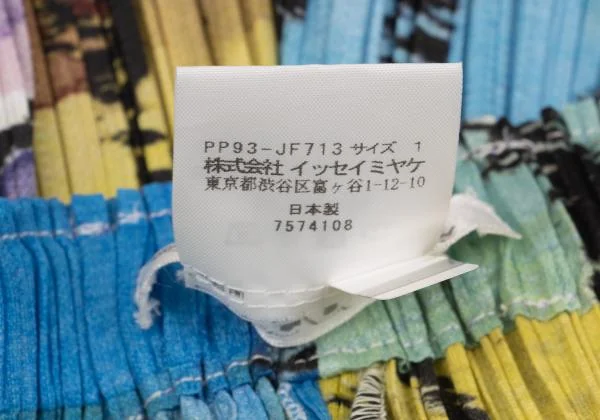 PP93-JF713 サイズ 1
株式会社 イッセイミヤケ
東京都渋谷区富ヶ谷1-12-10
日本製
7574108